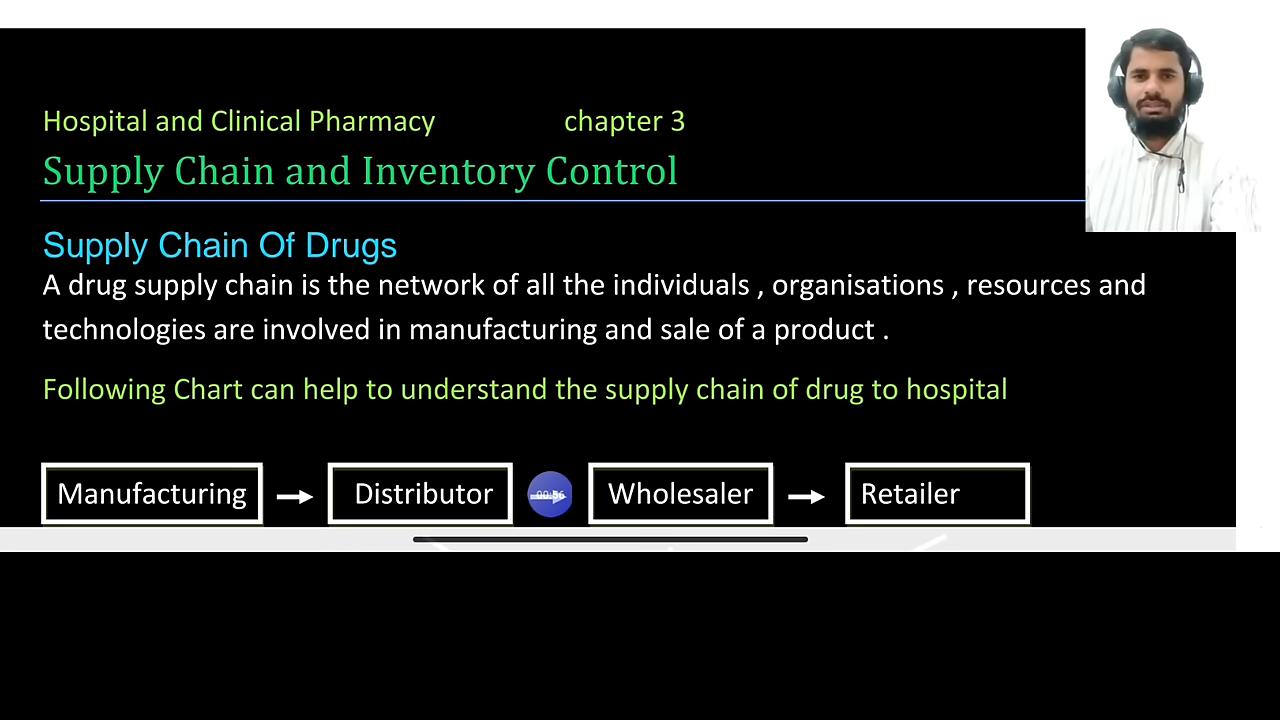 Hospital and Clinical Pharmacy chapter 3
Supply Chain and Inventory Control
Supply Chain Of Drugs
A drug supply chain is the network of all the individuals , organisations , resources and
technologies are involved in manufacturing and sale of a product .
Following Chart can help to understand the supply chain of drug to hospital
Manufacturing Distributor Wholesaler Retailer